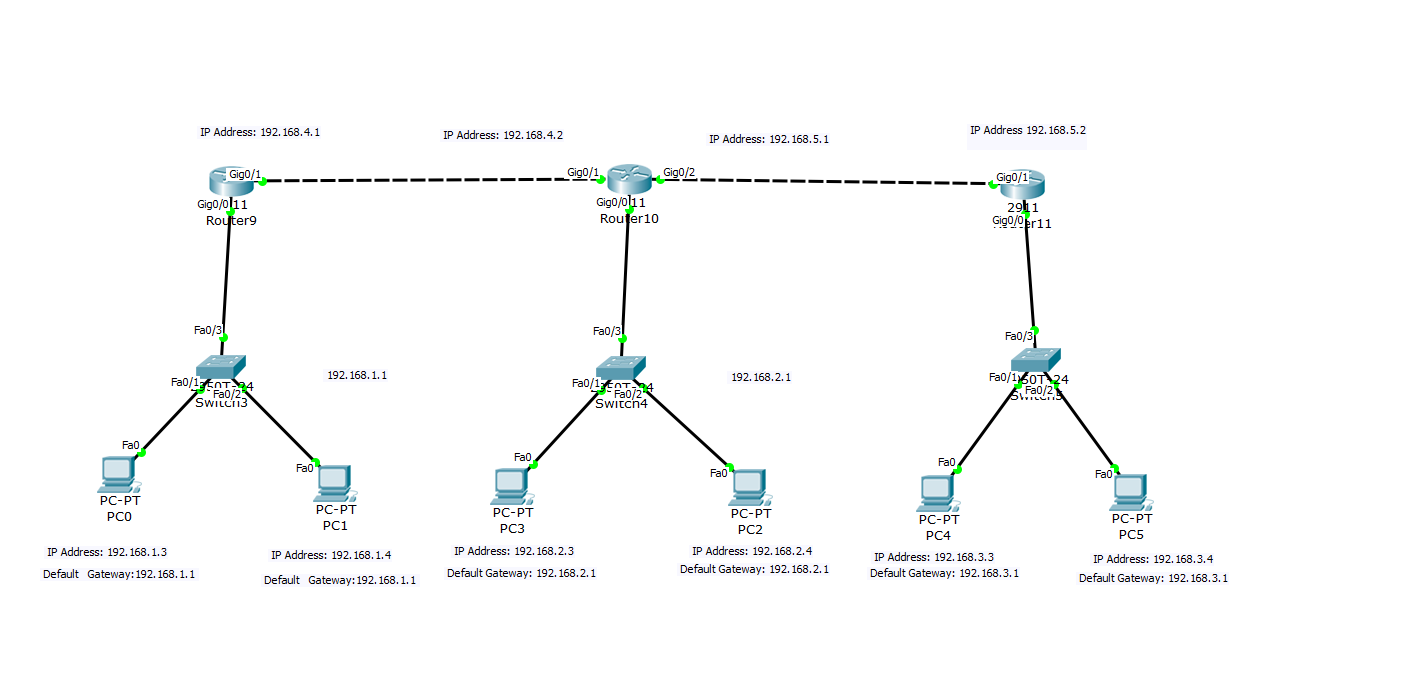 IP Address: 192.168.4.1
IP Address: 192.168.4.2
IP Address: 192.168.5.1
IP Address 192.168.5.2
Gig0/1
Gig0/0 11
Router9
Gig0/1
Gig0/2
Gig0/0 11
Router10
Gig0/1
2911
Gig0/0 er11
Fa0/3
Fa0/1
Fa0/2
Switch3
192.168.1.1
Fa0/3
Fa0/1
Fa0/2
Switch4
192.168.2.1
Fa0/3
Fa0/1
Fa0/2
Fa0
PC-PT
PC0
Fa0
PC-PT
PC1
Fa0
PC-PT
PC3
Fa0
PC-PT
PC2
Fa0
PC-PT
PC4
Fa0
PC-PT
PC5
IP Address: 192.168.1.3
Default Gateway:192.168.1.1
IP Address: 192.168.1.4
Default Gateway:192.168.1.1
IP Address: 192.168.2.3
Default Gateway: 192.168.2.1
IP Address: 192.168.2.4
Default Gateway: 192.168.2.1
IP Address: 192.168.3.3
Default Gateway: 192.168.3.1
IP Address: 192.168.3.4
Default Gateway: 192.168.3.1